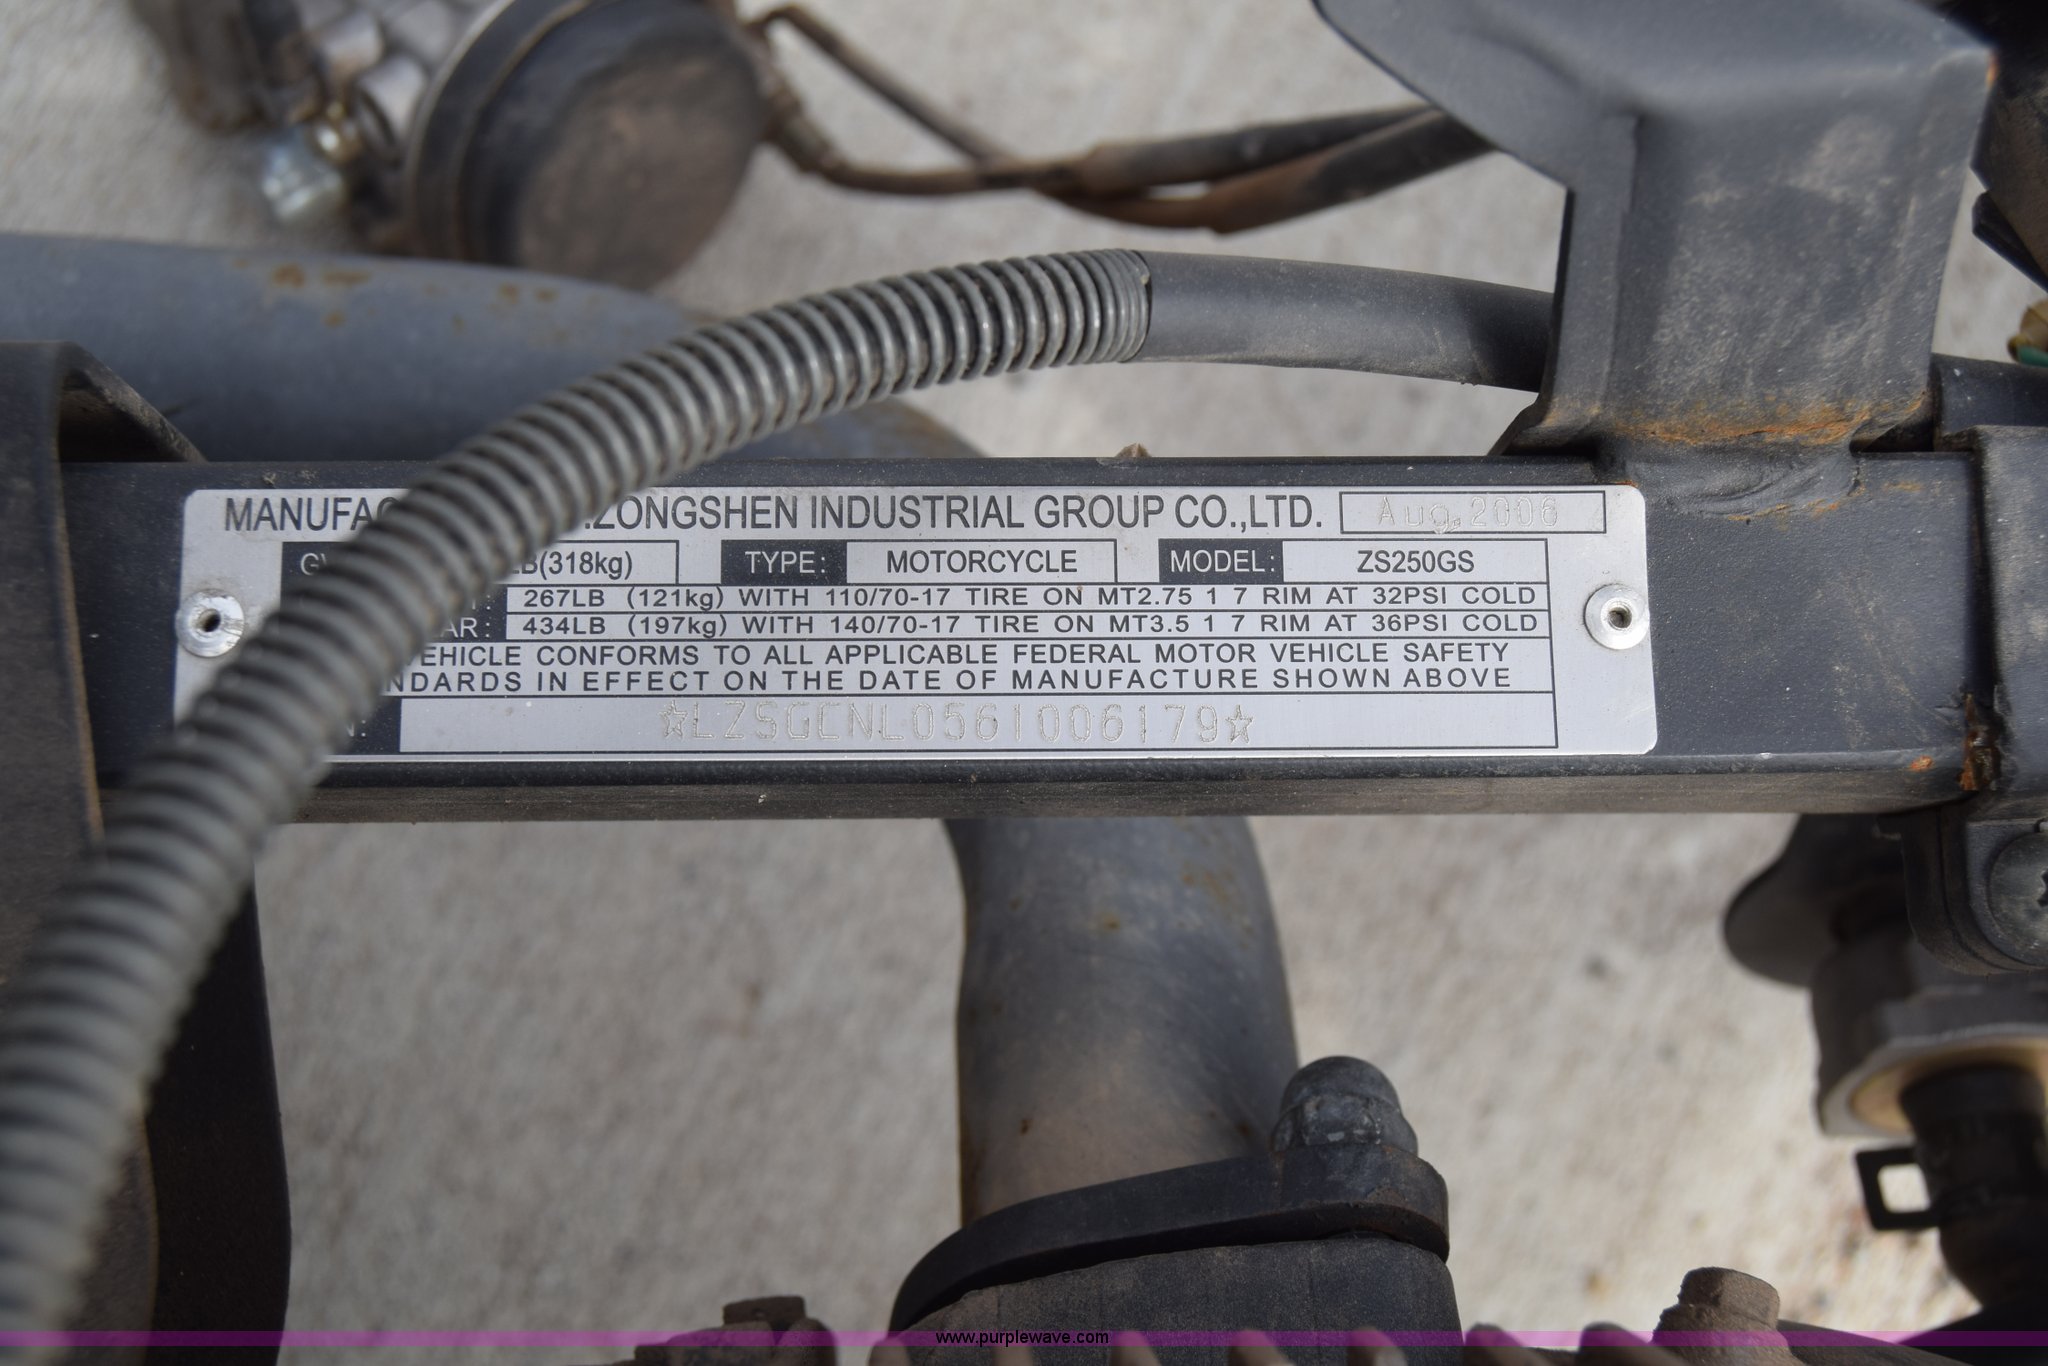 MANUFAC .ZONGSHEN INDUSTRIAL GROUP CO.,LTD. Aug.2006
GV LB(318kg) TYPE: MOTORCYCLE MODEL: ZS250GS
: 267LB (121kg) WITH 110/70-17 TIRE ON MT2.75 1 7 RIM AT 32PSI COLD
AR: 434LB (197kg) WITH 140/70-17 TIRE ON MT3.5 1 7 RIM AT 36PSI COLD
VEHICLE CONFORMS TO ALL APPLICABLE FEDERAL MOTOR VEHICLE SAFETY
NDARDS IN EFFECT ON THE DATE OF MANUFACTURE SHOWN ABOVE
☆LZSGCNL0561006179☆
www.purplewave.com